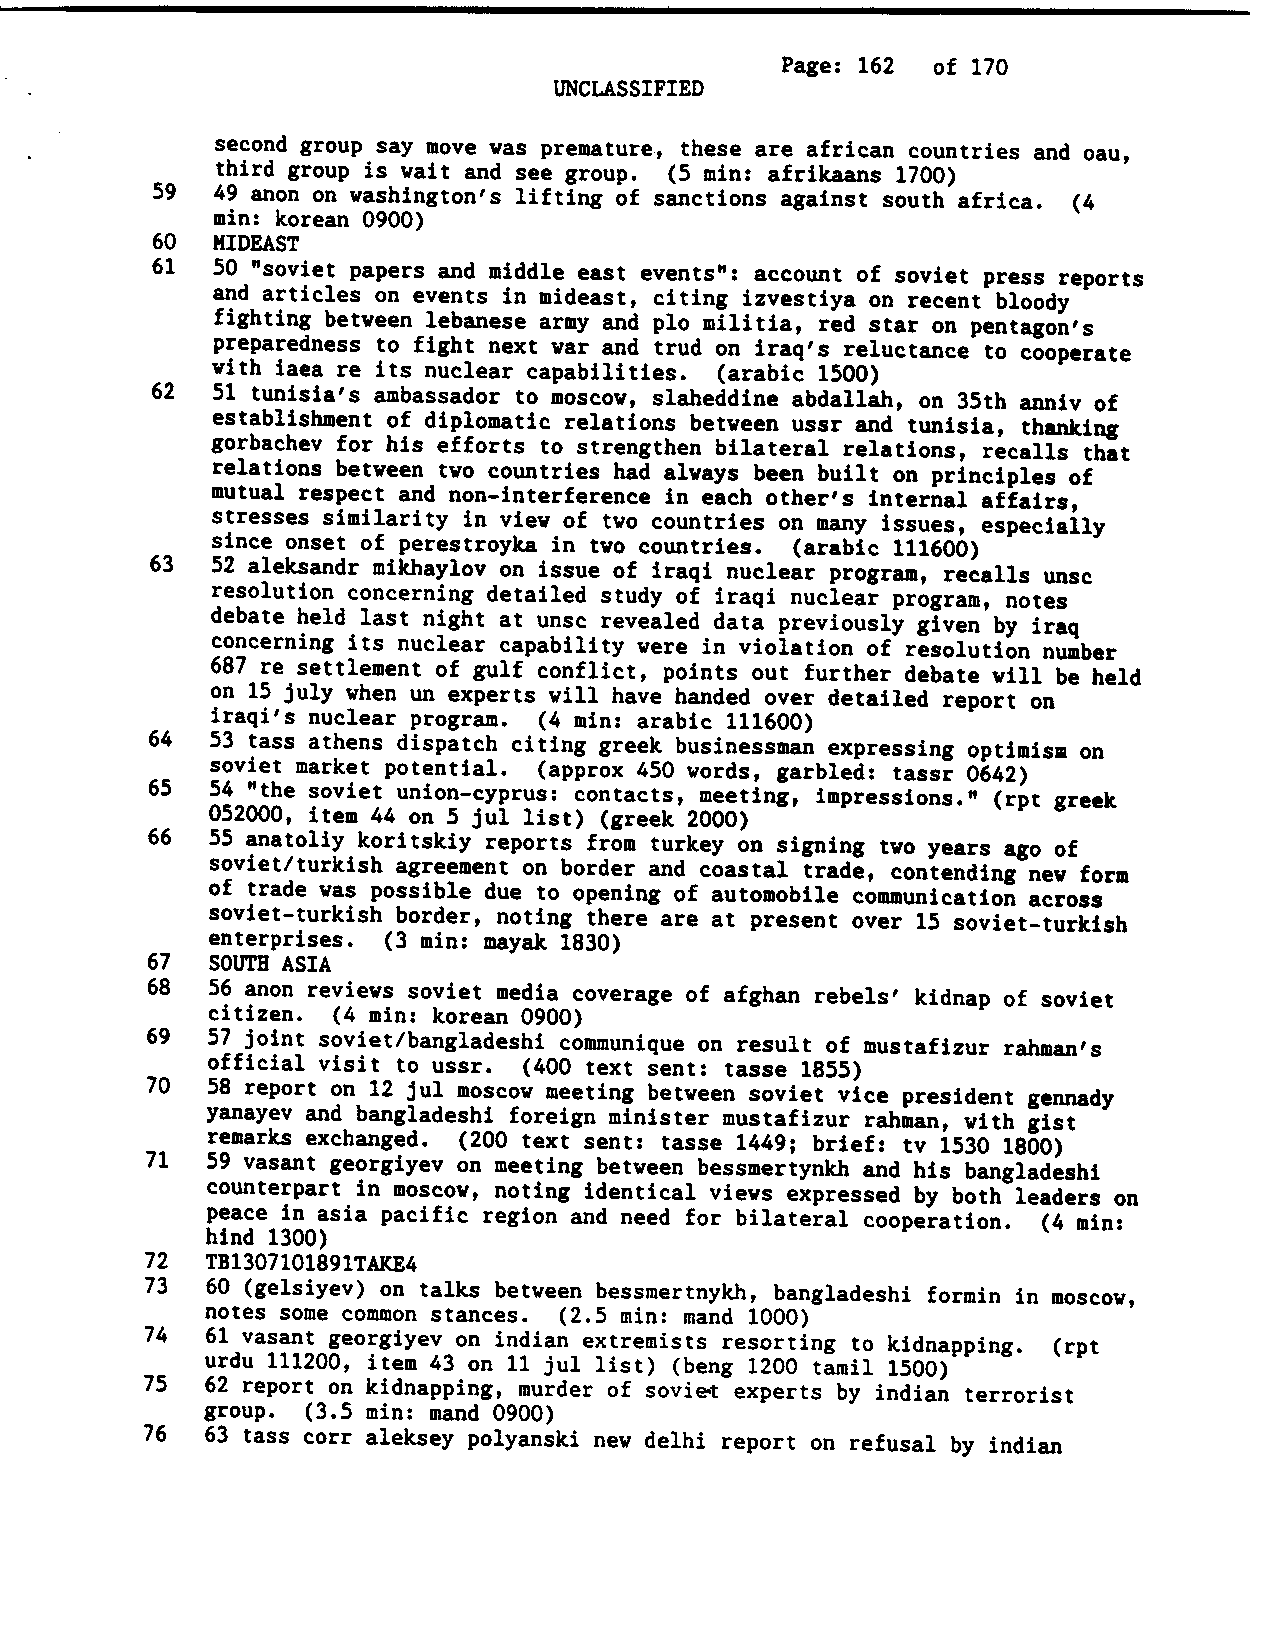 Page: 162 of 170
UNCLASSIFIED
second group say move was premature, these are african countries and oau,
third group is wait and see group. (5 min: afrikaans 1700)
59 49 anon on washington's lifting of sanctions against south africa. (4
min: korean 0900)
60 MIDEAST
61 50 "soviet papers and middle east events": account of soviet press reports
and articles on events in mideast, citing izvestiya on recent bloody
fighting between lebanese army and plo militia, red star on pentagon's
preparedness to fight next war and trud on iraq's reluctance to cooperate
with iaea re its nuclear capabilities. (arabic 1500)
62 51 tunisia's ambassador to moscow, slaheddine abdallah, on 35th anniv of
establishment of diplomatic relations between ussr and tunisia, thanking
gorbachev for his efforts to strengthen bilateral relations, recalls that
relations between two countries had always been built on principles of
mutual respect and non-interference in each other's internal affairs,
stresses similarity in view of two countries on many issues, especially
since onset of perestroyka in two countries. (arabic 111600)
63 52 aleksandr mikhaylov on issue of iraqi nuclear program, recalls unsc
resolution concerning detailed study of iraqi nuclear program, notes
debate held last night at unsc revealed data previously given by iraq
concerning its nuclear capability were in violation of resolution number
687 re settlement of gulf conflict, points out further debate will be held
on 15 july when un experts will have handed over detailed report on
iraqi's nuclear program. (4 min: arabic 111600)
64 53 tass athens dispatch citing greek businessman expressing optimism on
soviet market potential. (approx 450 words, garbled: tassr 0642)
65 54 "the soviet union-cyprus: contacts, meeting, impressions." (rpt greek
052000, item 44 on 5 jul list) (greek 2000)
66 55 anatoliy koritskiy reports from turkey on signing two years ago of
soviet/turkish agreement on border and coastal trade, contending new form
of trade was possible due to opening of automobile communication across
soviet-turkish border, noting there are at present over 15 soviet-turkish
enterprises. (3 min: mayak 1830)
67 SOUTH ASIA
68 56 anon reviews soviet media coverage of afghan rebels' kidnap of soviet
citizen. (4 min: korean 0900)
69 57 joint soviet/bangladeshi communique on result of mustafizur rahman's
official visit to ussr. (400 text sent: tasse 1855)
70 58 report on 12 jul moscow meeting between soviet vice president gennady
yanayev and bangladeshi foreign minister mustafizur rahman, with gist
remarks exchanged. (200 text sent: tasse 1449; brief: tv 1530 1800)
71 59 vasant georgiyev on meeting between bessmertynkh and his bangladeshi
counterpart in moscow, noting identical views expressed by both leaders on
peace in asia pacific region and need for bilateral cooperation. (4 min:
hind 1300)
72 TB1307101891TAKE4
73 60 (gelsiyev) on talks between bessmertnykh, bangladeshi formin in moscow,
notes some common stances. (2.5 min: mand 1000)
74 61 vasant georgiyev on indian extremists resorting to kidnapping. (rpt
urdu 111200, item 43 on 11 jul list) (beng 1200 tamil 1500)
75 62 report on kidnapping, murder of soviet experts by indian terrorist
group. (3.5 min: mand 0900)
76 63 tass corr aleksey polyanski new delhi report on refusal by indian